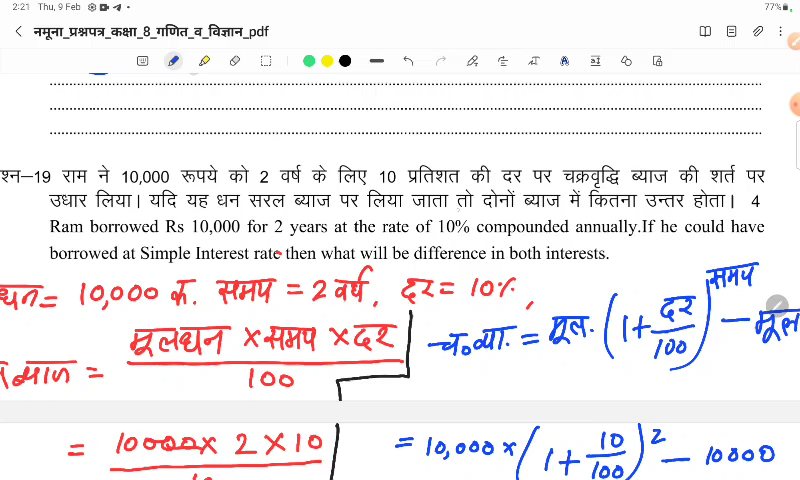 2:21 Thu, 9 Feb 77%
नमूना_प्रश्नपत्र_कक्षा_8_गणित_व_विज्ञान_pdf
श्न–19 राम ने 10,000 रूपये को 2 वर्ष के लिए 10 प्रतिशत की दर पर चक्रवृद्धि ब्याज की शर्त पर
उधार लिया। यदि यह धन सरल ब्याज पर लिया जाता तो दोनों ब्याज में कितना उन्तर होता। 4
Ram borrowed Rs 10,000 for 2 years at the rate of 10% compounded annually.If he could have
borrowed at Simple Interest rate then what will be difference in both interests.
धन = 10,000 रू. समय = 2 वर्ष, दर = 10%,
ब्याज = मूलधन × समय × दर / 100
च० ब्या. = मूल. (1 + दर/100)^समय – मूल
= 10000 × 2 × 10
= 10,000 × (1 + 10/100)^2 – 10000